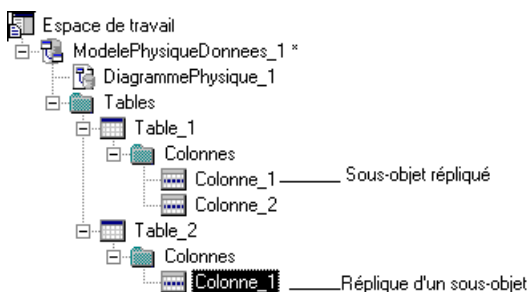 Espace de travail
ModelePhysiqueDonnees_1 *
DiagrammePhysique_1
Tables
Table_1
Colonnes
Colonne_1 Sous-objet répliqué
Colonne_2
Table_2
Colonnes
Colonne_1 Réplique d'un sous-objet